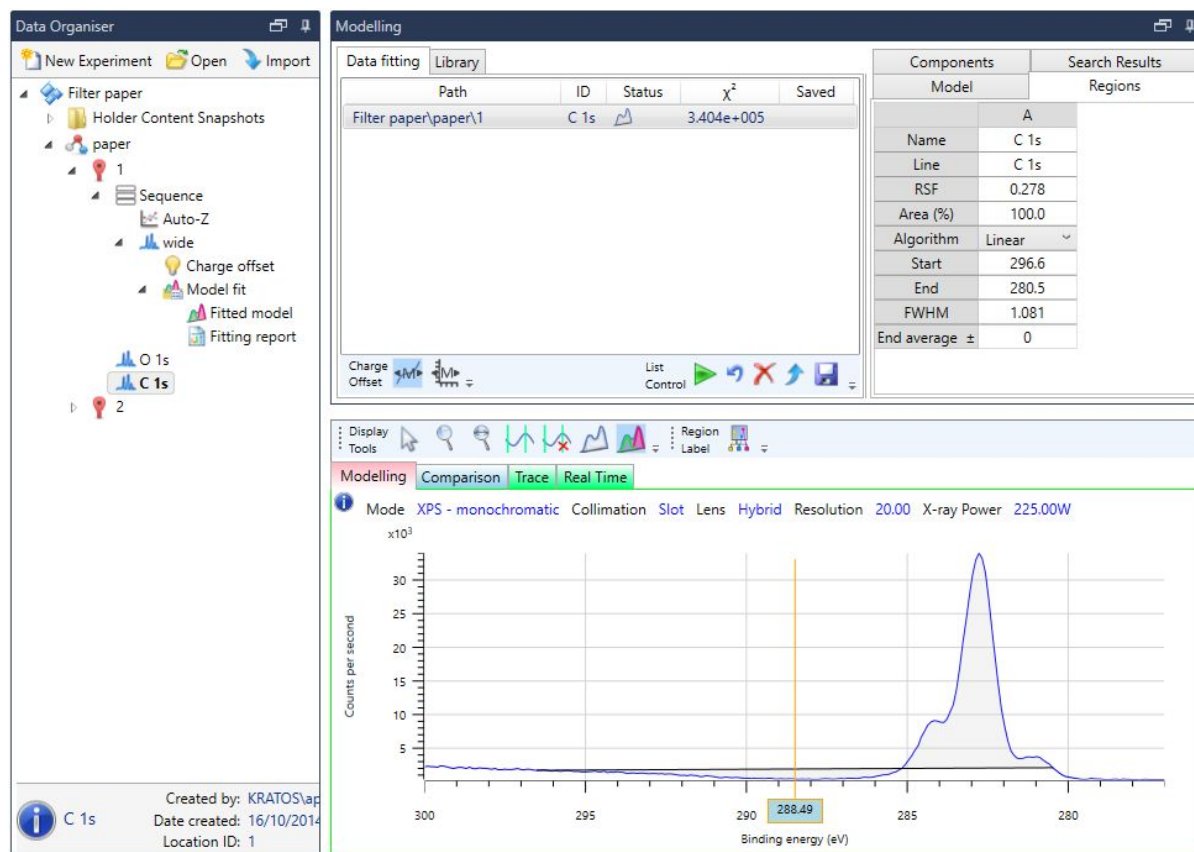 Data Organiser
New Experiment Open Import
Filter paper
Holder Content Snapshots
paper
1
Sequence
Auto-Z
wide
Charge offset
Model fit
Fitted model
Fitting report
O 1s
C 1s
2
C 1s
Created by: KRATOS\ap
Date created: 16/10/2014
Location ID: 1
Modelling
Data fitting Library
Path ID Status χ² Saved
Filter paper\paper\1 C 1s 3.404e+005
Charge Offset
List Control
Components Search Results
Model Regions
A
Name C 1s
Line C 1s
RSF 0.278
Area (%) 100.0
Algorithm Linear
Start 296.6
End 280.5
FWHM 1.081
End average ± 0
Display Tools
Region Label
Modelling Comparison Trace Real Time
Mode XPS - monochromatic Collimation Slot Lens Hybrid Resolution 20.00 X-ray Power 225.00W
x10³
30
25
20
15
10
5
Counts per second
300 295 290 285 280
288.49
Binding energy (eV)